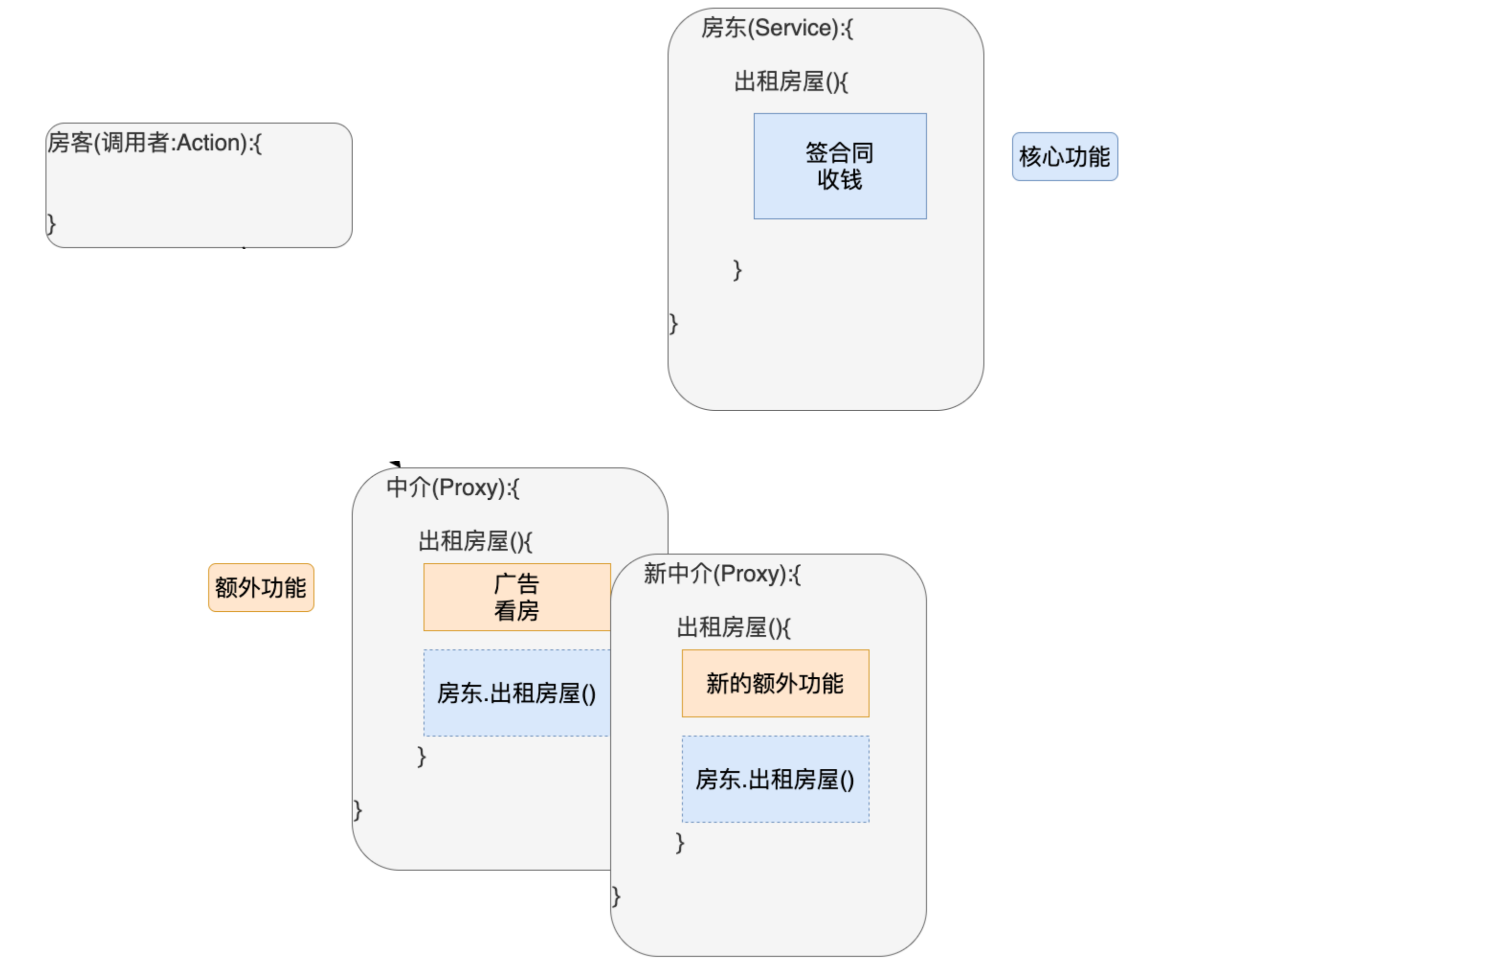 房东(Service):{
出租房屋(){
签合同
收钱
}
}
核心功能
房客(调用者:Action):{
}
中介(Proxy):{
出租房屋(){
广告
看房
房东.出租房屋()
}
}
额外功能
新中介(Proxy):{
出租房屋(){
新的额外功能
房东.出租房屋()
}
}